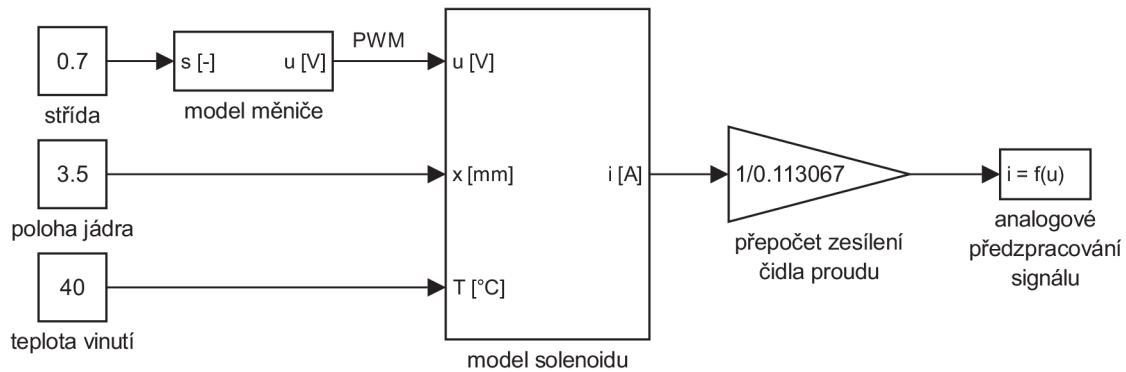 PWM
0.7
s [-]
u [V]
u [V]
střída
model měniče
3.5
x [mm]
i [A]
1/0.113067
i = f(u)
poloha jádra
přepočet zesílení
čidla proudu
analogové
předzpracování
signálu
40
T [°C]
teplota vinutí
model solenoidu